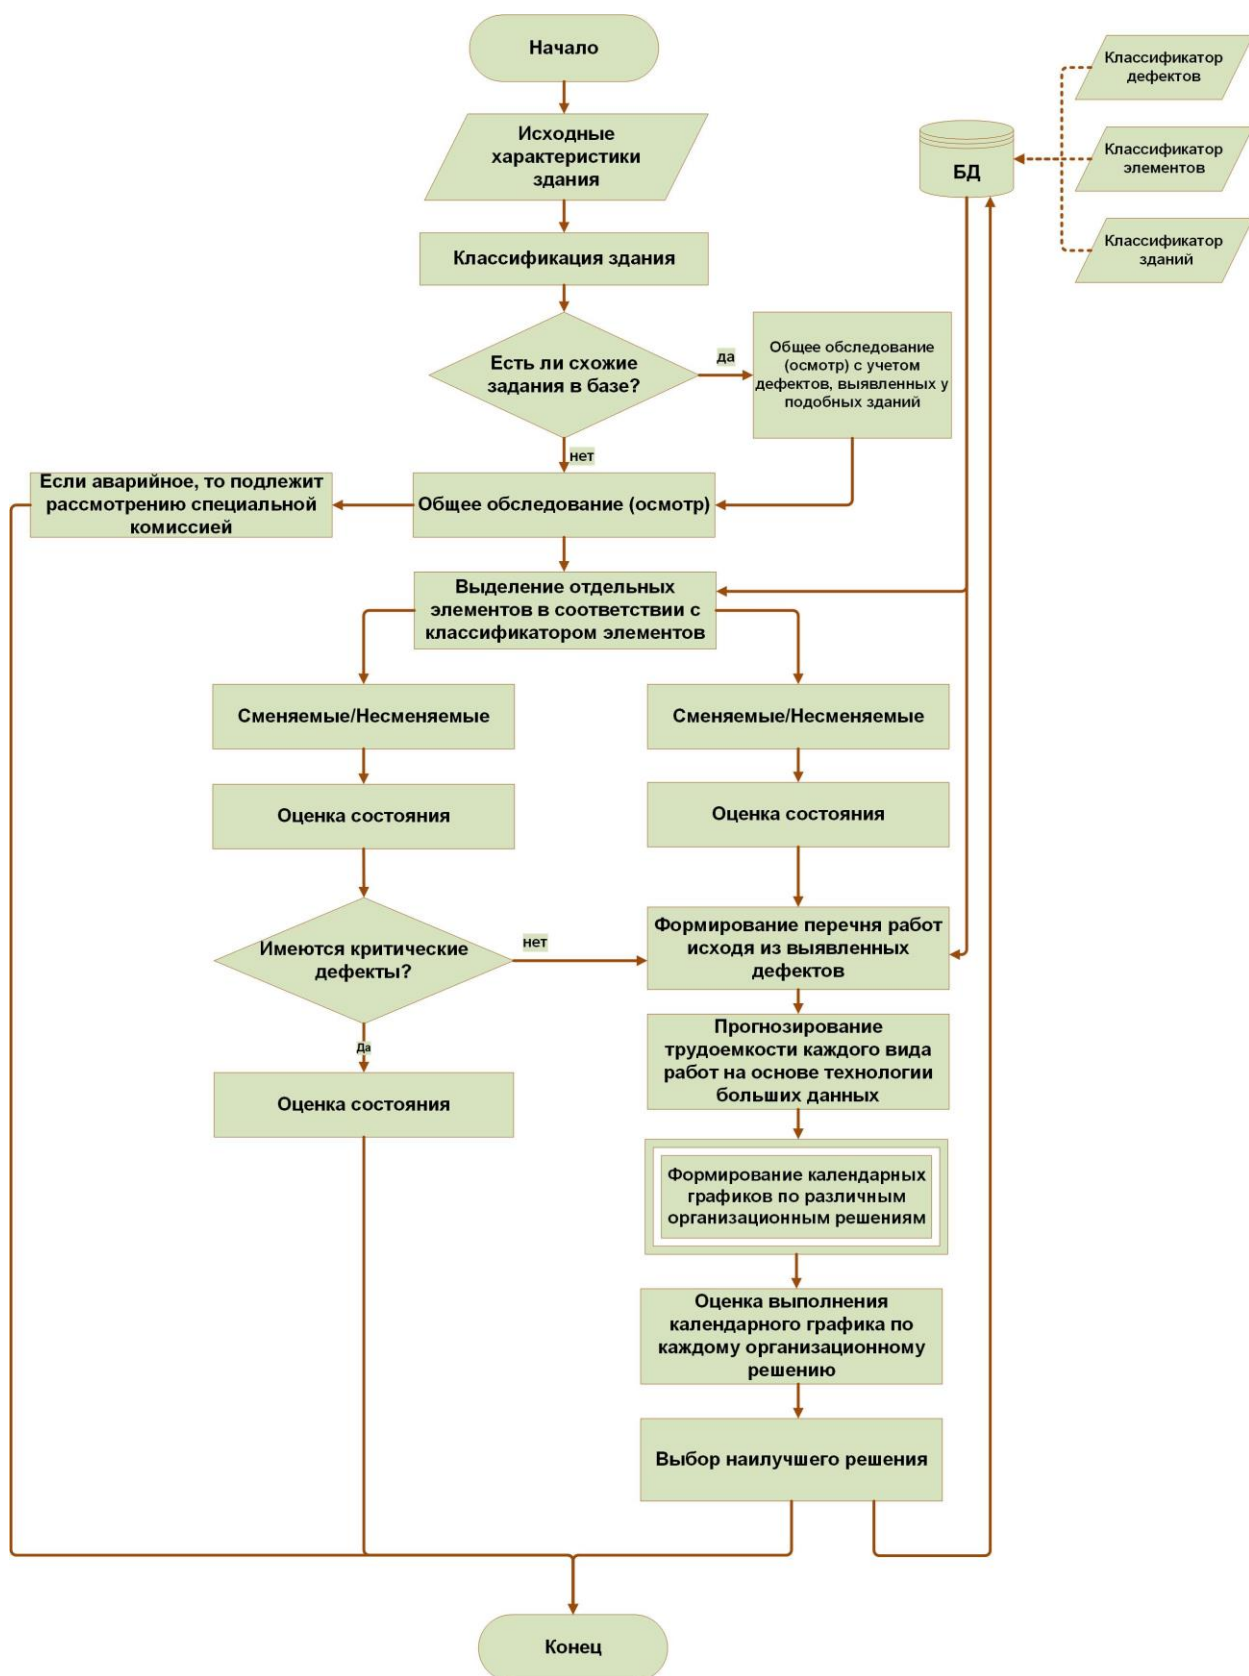 Начало
Исходные
характеристики
здания
Классификация здания
Есть ли схожие
задания в базе?
да
Общее обследование
(осмотр) с учетом
дефектов, выявленных у
подобных зданий
БД
Классификатор
дефектов
Классификатор
элементов
Классификатор
зданий
нет
Если аварийное, то подлежит
рассмотрению специальной
комиссией
Общее обследование (осмотр)
Выделение отдельных
элементов в соответствии с
классификатором элементов
Сменяемые/Несменяемые
Сменяемые/Несменяемые
Оценка состояния
Оценка состояния
Имеются критические
дефекты?
нет
Формирование перечня работ
исходя из выявленных
дефектов
Да
Оценка состояния
Прогнозирование
трудоемкости каждого вида
работ на основе технологии
больших данных
Формирование календарных
графиков по различным
организационным решениям
Оценка выполнения
календарного графика по
каждому организационному
решению
Выбор наилучшего решения
Конец